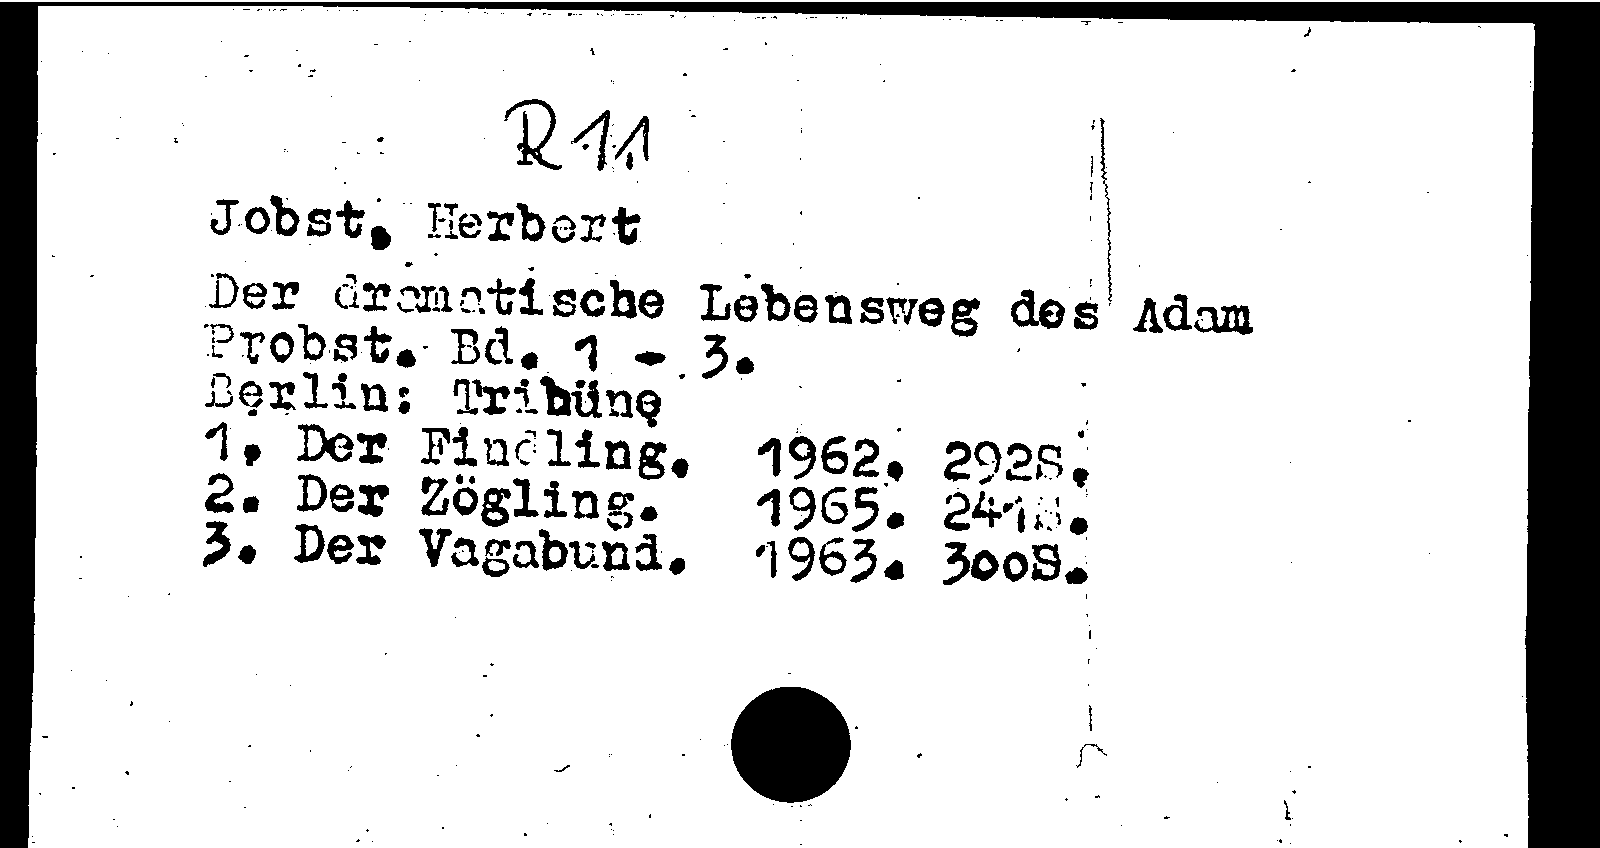 R 11
Jobst, Herbert
Der dramatische Lebensweg des Adam
Probst. Bd. 1 - 3.
Berlin: Tribüne
1. Der Findling. 1962. 292S.
2. Der Zögling. 1965. 241S.
3. Der Vagabund. 1963. 300S.